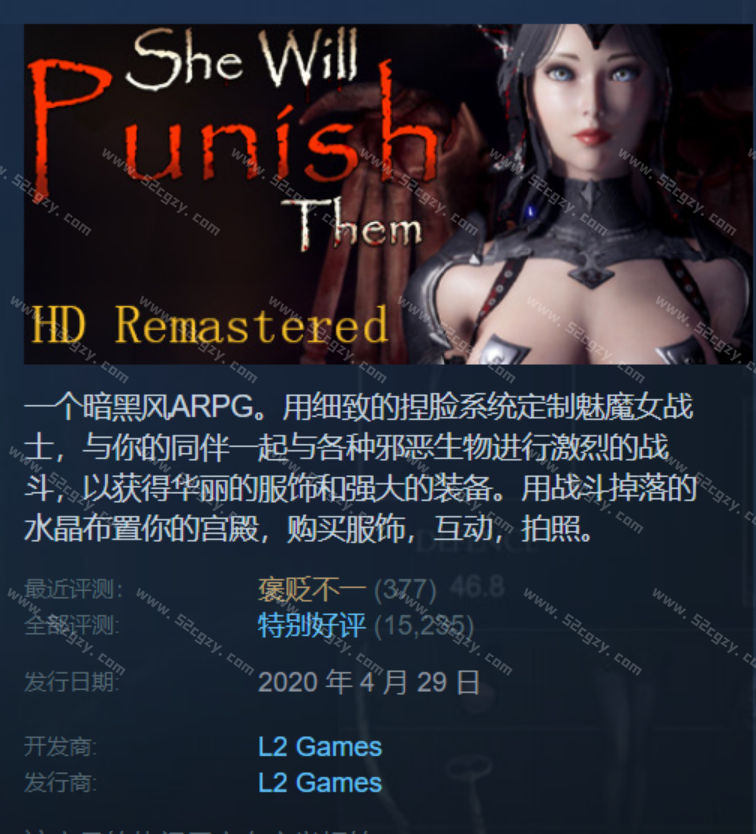 She Will
Punish
Them
HD Remastered
一个暗黑风ARPG。用细致的捏脸系统定制魅魔女战
士，与你的同伴一起与各种邪恶生物进行激烈的战
斗，以获得华丽的服饰和强大的装备。用战斗掉落的
水晶布置你的宫殿，购买服饰，互动，拍照。
DEFENCE
最近评测: 褒贬不一 (377) 46.8
全部评测: 特别好评 (15,235)
发行日期: 2020 年 4 月 29 日
开发商: L2 Games
发行商: L2 Games
www.52cgzy.com